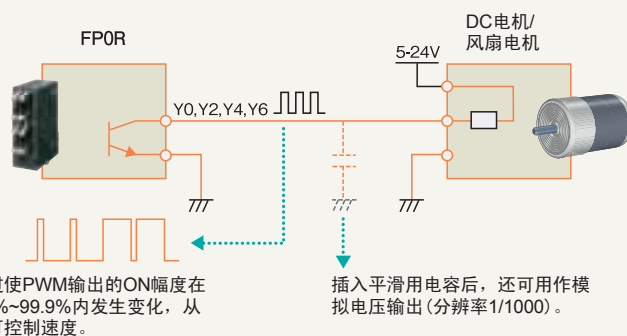 FP0R
DC电机/
风扇电机
5-24V
Y0,Y2,Y4,Y6
使PWM输出的ON幅度在
%~99.9%内发生变化，从
控制速度。
插入平滑用电容后，还可用作模
拟电压输出(分辨率1/1000)。